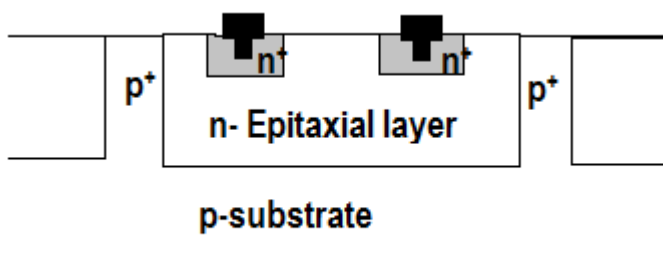 n⁺ n⁺
p⁺ p⁺
n- Epitaxial layer
p-substrate